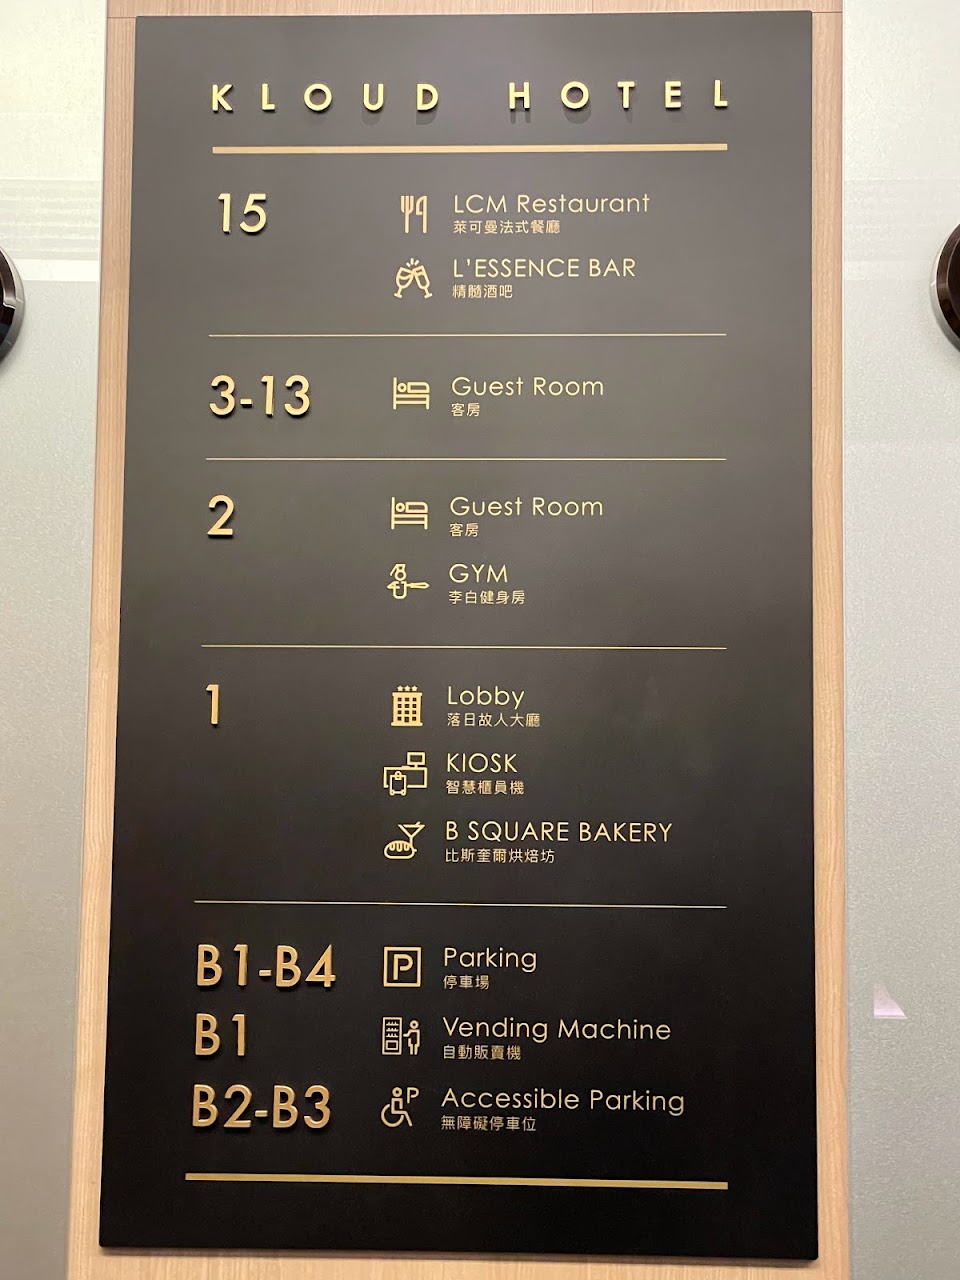 KLOUD HOTEL
15
LCM Restaurant
萊可曼法式餐廳
L'ESSENCE BAR
精髓酒吧
3-13
Guest Room
客房
2
Guest Room
客房
GYM
李白健身房
1
Lobby
落日故人大廳
KIOSK
智慧櫃員機
B SQUARE BAKERY
比斯奎爾烘焙坊
B1-B4
P
Parking
停車場
B1
Vending Machine
自動販賣機
B2-B3
P
Accessible Parking
無障礙停車位